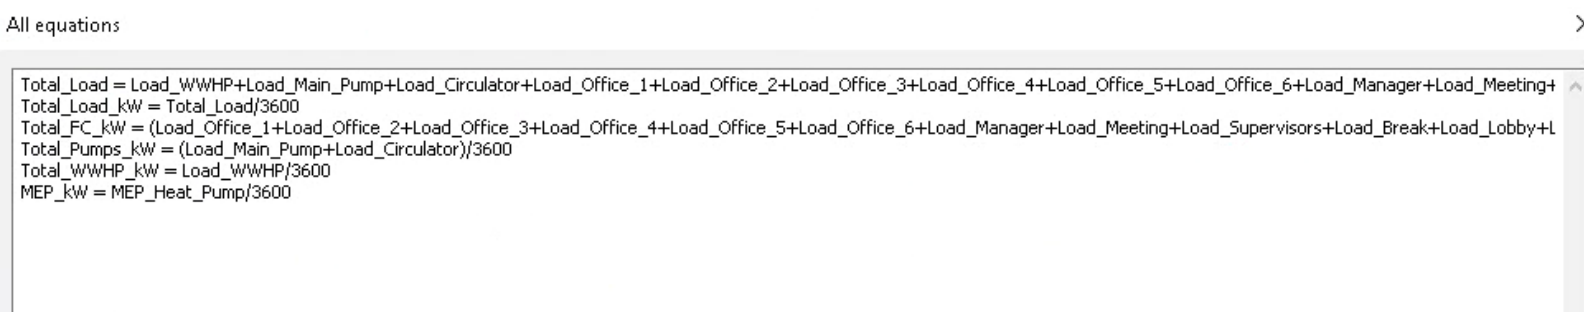 All equations
Total_Load = Load_WWHP+Load_Main_Pump+Load_Circulator+Load_Office_1+Load_Office_2+Load_Office_3+Load_Office_4+Load_Office_5+Load_Office_6+Load_Manager+Load_Meeting+
Total_Load_kW = Total_Load/3600
Total_FC_kW = (Load_Office_1+Load_Office_2+Load_Office_3+Load_Office_4+Load_Office_5+Load_Office_6+Load_Manager+Load_Meeting+Load_Supervisors+Load_Break+Load_Lobby+L
Total_Pumps_kW = (Load_Main_Pump+Load_Circulator)/3600
Total_WWHP_kW = Load_WWHP/3600
MEP_kW = MEP_Heat_Pump/3600